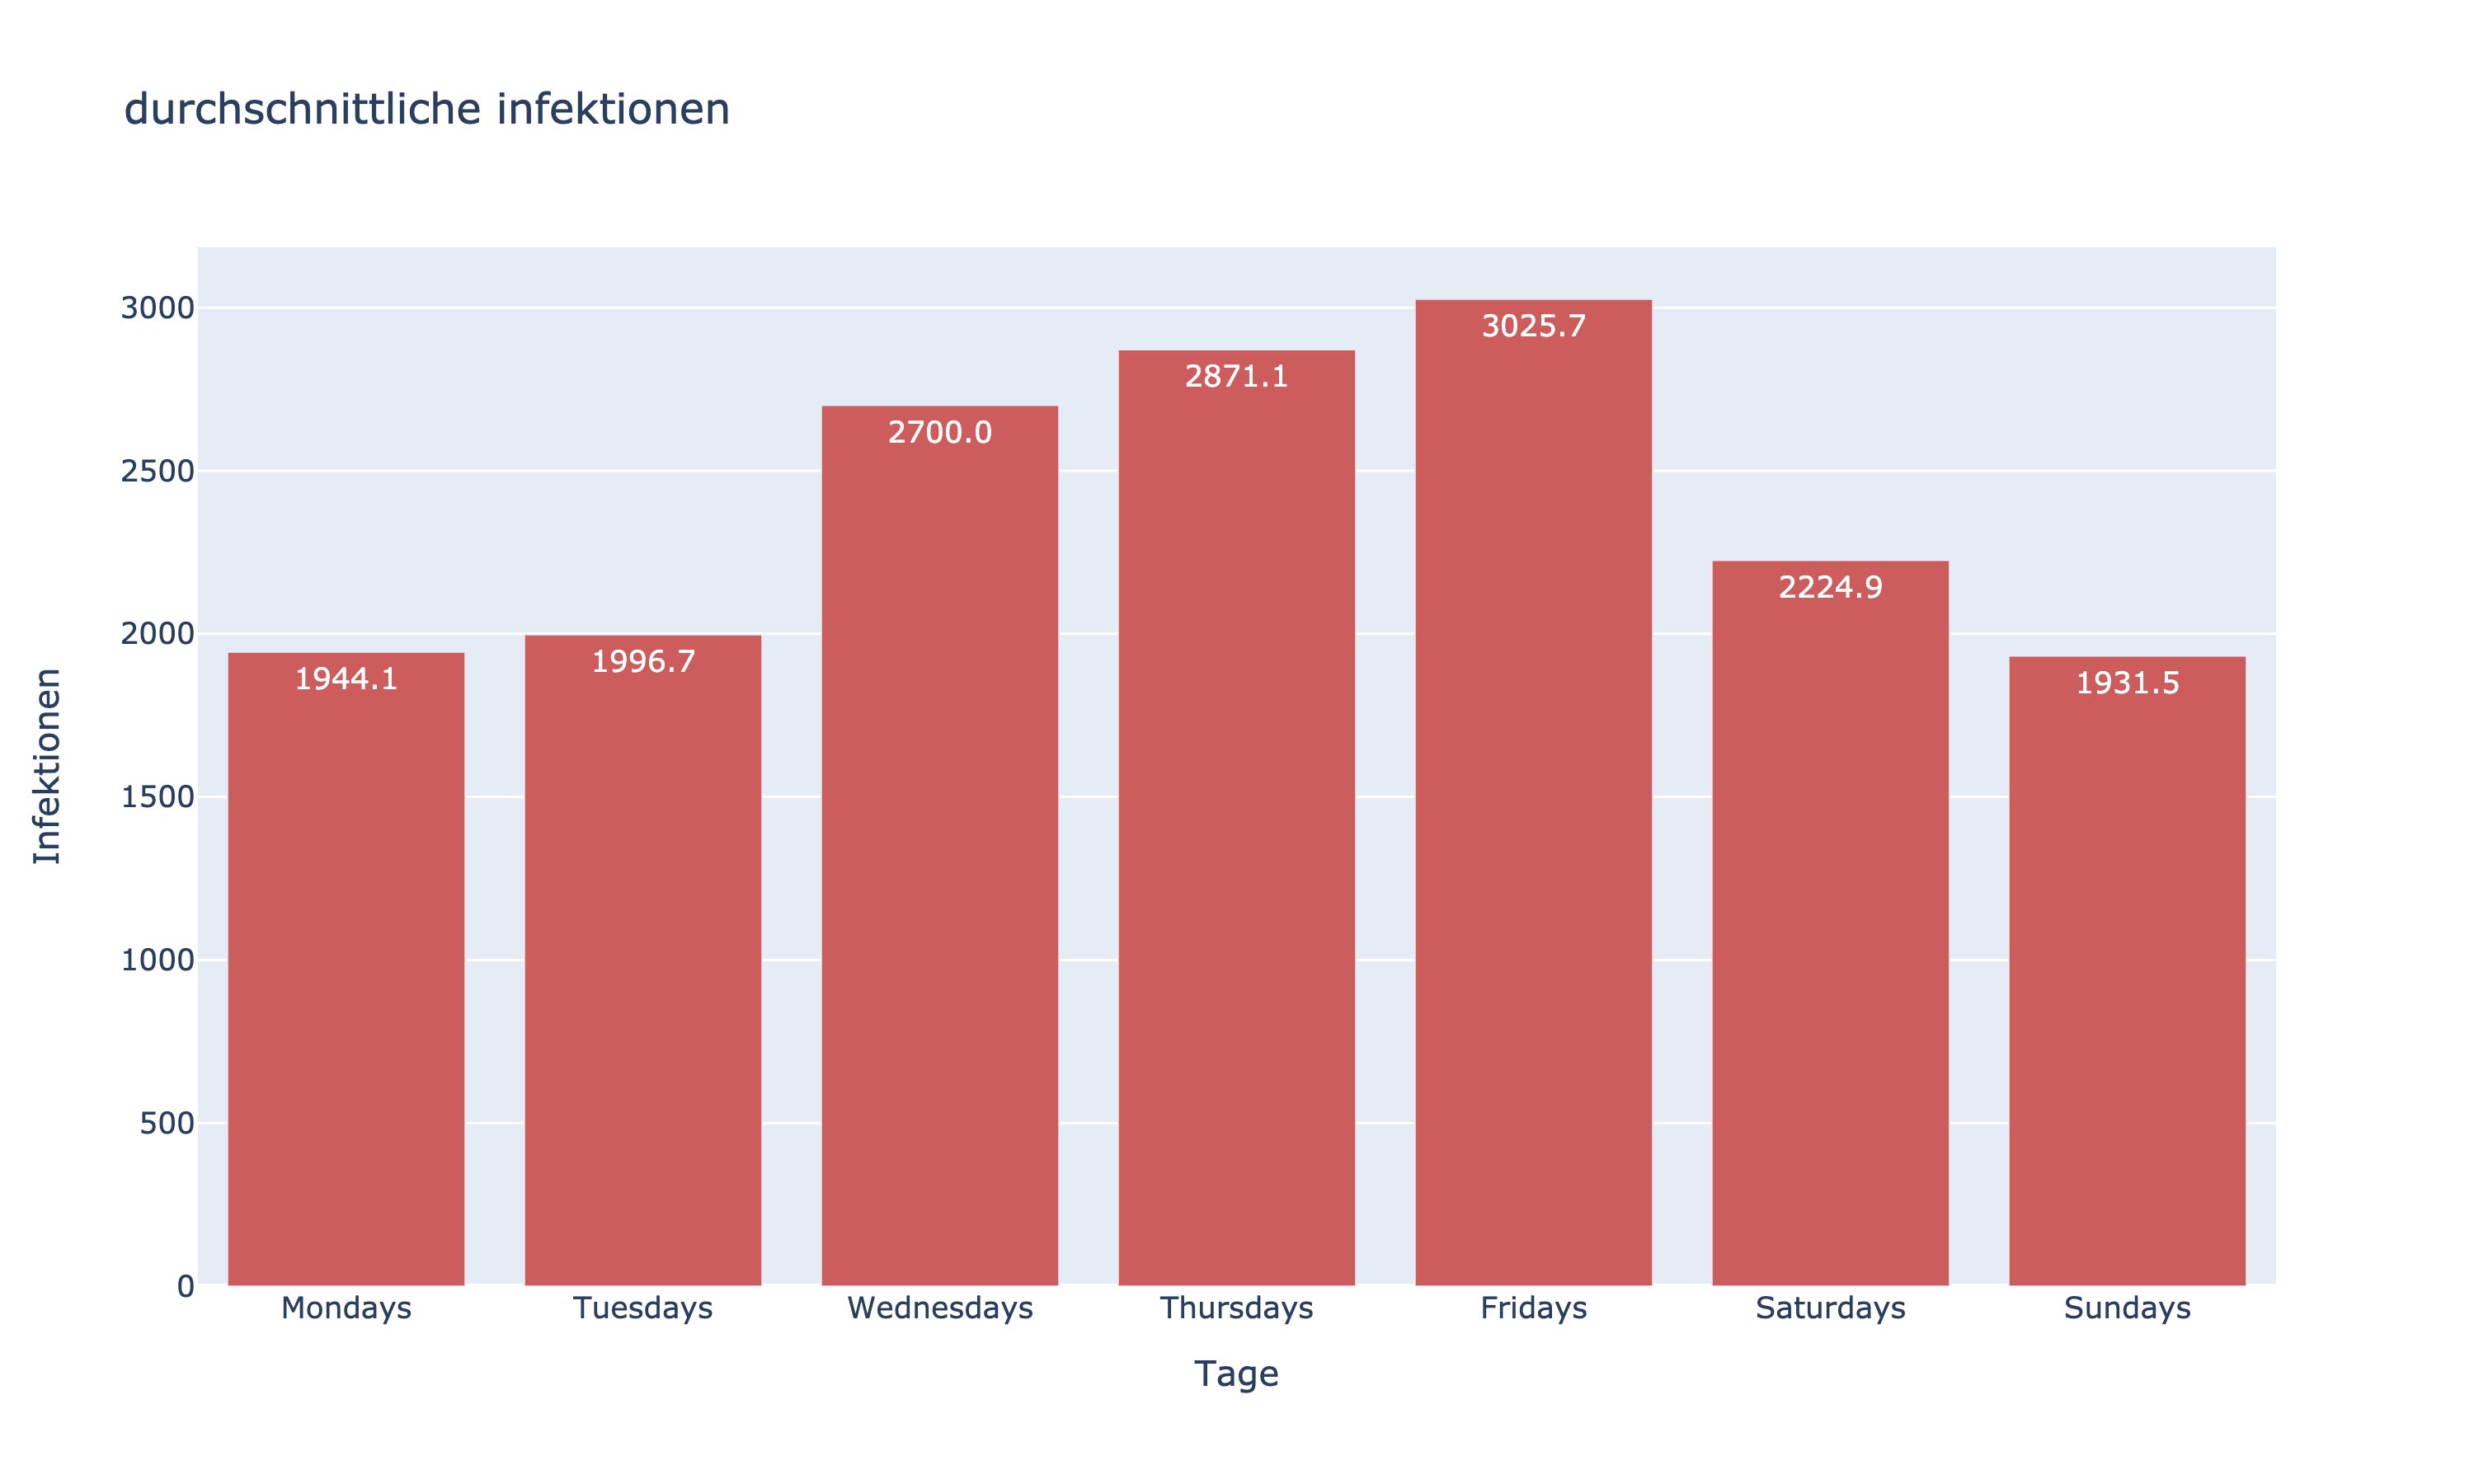 durchschnittliche infektionen
3000
2500
2000
1500
1000
500
0
Infektionen
1944.1
1996.7
2700.0
2871.1
3025.7
2224.9
1931.5
Mondays
Tuesdays
Wednesdays
Thursdays
Fridays
Saturdays
Sundays
Tage